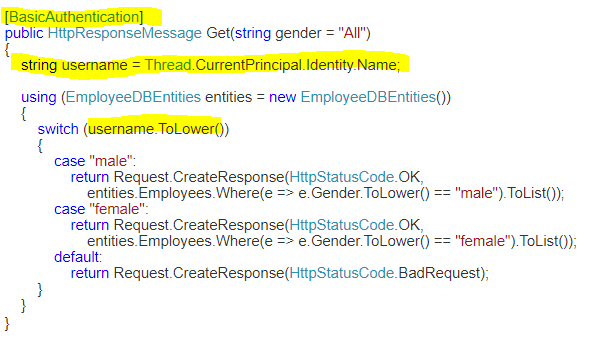 [BasicAuthentication]
public HttpResponseMessage Get(string gender = "All")
{
    string username = Thread.CurrentPrincipal.Identity.Name;

    using (EmployeeDBEntities entities = new EmployeeDBEntities())
    {
        switch (username.ToLower())
        {
            case "male":
                return Request.CreateResponse(HttpStatusCode.OK,
                    entities.Employees.Where(e => e.Gender.ToLower() == "male").ToList());
            case "female":
                return Request.CreateResponse(HttpStatusCode.OK,
                    entities.Employees.Where(e => e.Gender.ToLower() == "female").ToList());
            default:
                return Request.CreateResponse(HttpStatusCode.BadRequest);
        }
    }
}